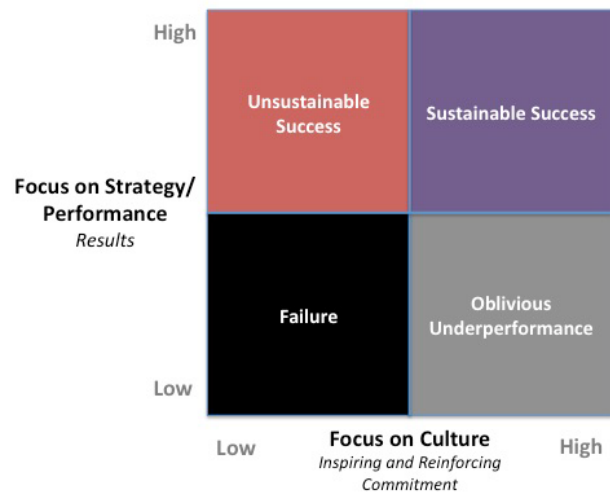 High
Unsustainable
Success
Sustainable Success
Focus on Strategy/
Performance
Results
Failure
Oblivious
Underperformance
Low
Low
Focus on Culture
High
Inspiring and Reinforcing
Commitment